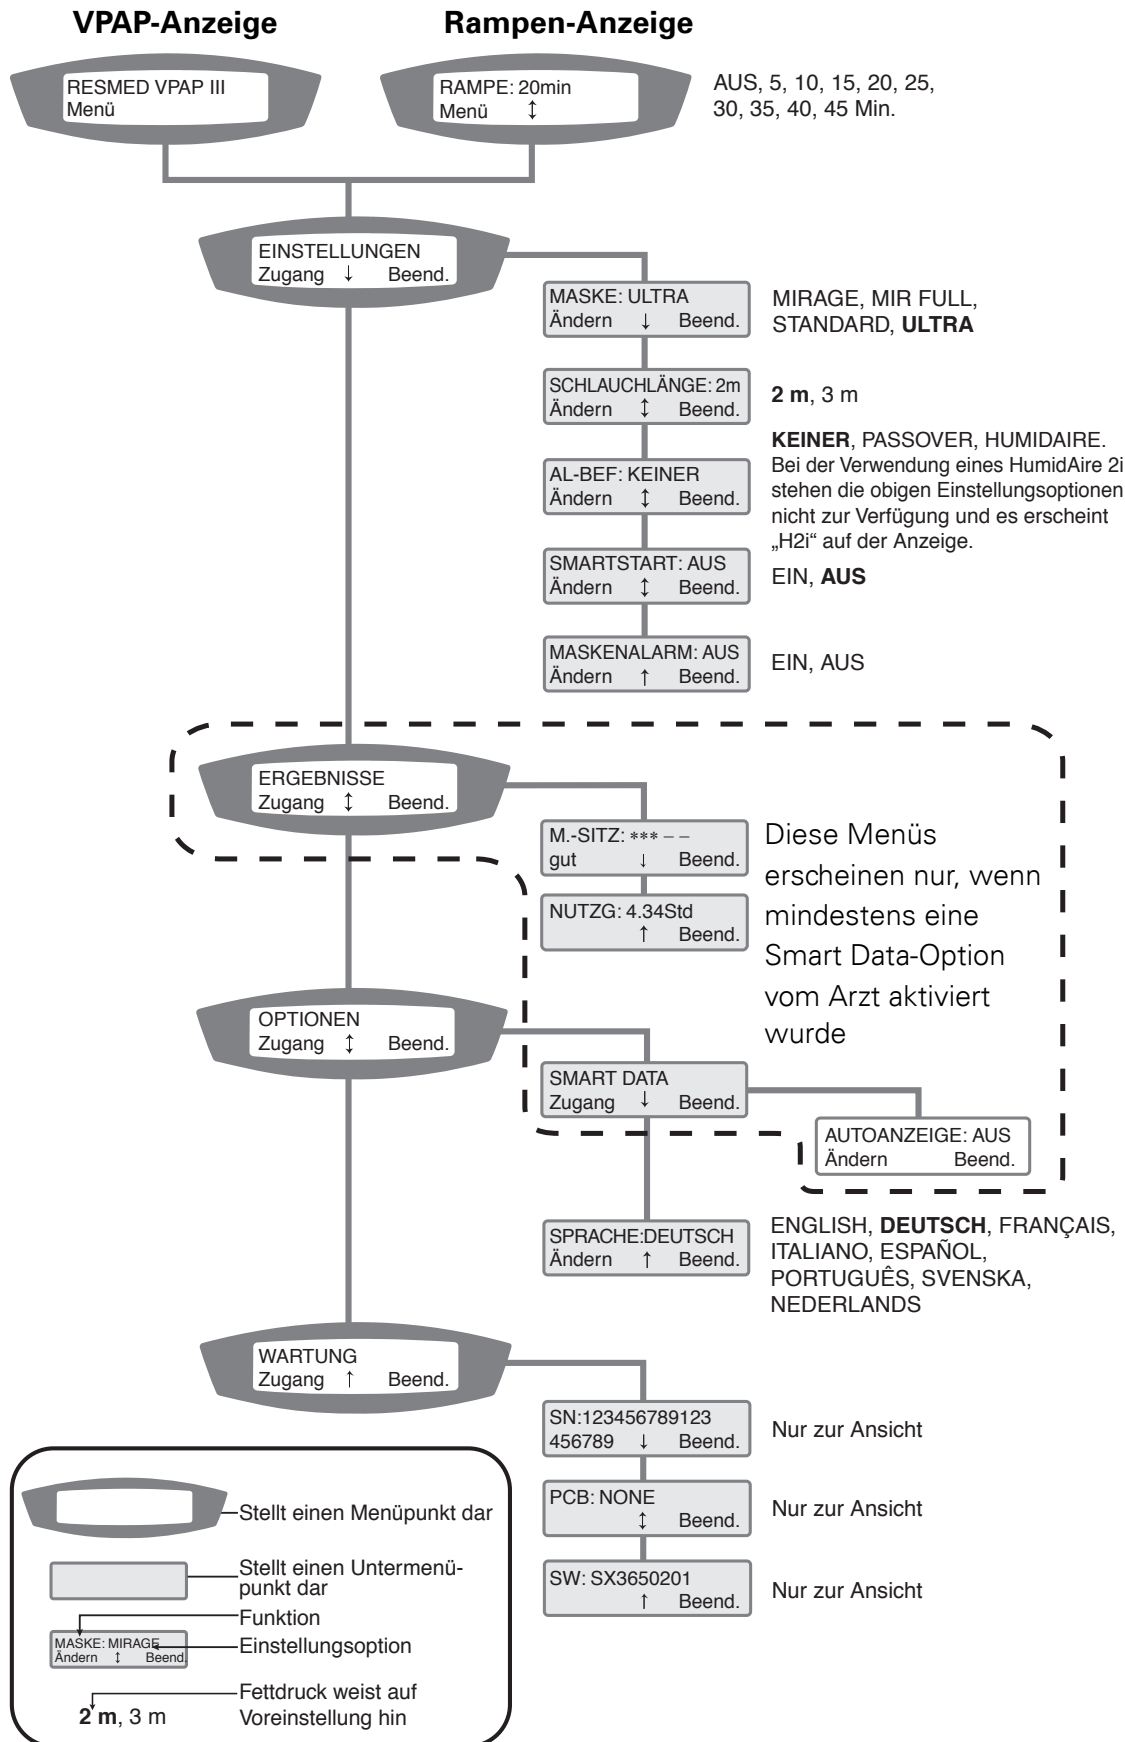 VPAP-Anzeige
Rampen-Anzeige
RESMED VPAP III
Menü
RAMPE: 20min
Menü ↕
AUS, 5, 10, 15, 20, 25,
30, 35, 40, 45 Min.
EINSTELLUNGEN
Zugang ↓ Beend.
MASKE: ULTRA
Ändern ↓ Beend.
MIRAGE, MIR FULL,
STANDARD, ULTRA
SCHLAUCHLÄNGE: 2m
Ändern ↕ Beend.
2 m, 3 m
AL-BEF: KEINER
Ändern ↕ Beend.
KEINER, PASSOVER, HUMIDAIRE.
Bei der Verwendung eines HumidAire 2i
stehen die obigen Einstellungsoptionen
nicht zur Verfügung und es erscheint
„H2i“ auf der Anzeige.
SMARTSTART: AUS
Ändern ↕ Beend.
EIN, AUS
MASKENALARM: AUS
Ändern ↑ Beend.
EIN, AUS
ERGEBNISSE
Zugang ↕ Beend.
M.-SITZ: *** – –
gut ↓ Beend.
NUTZG: 4.34Std
↑ Beend.
Diese Menüs
erscheinen nur, wenn
mindestens eine
Smart Data-Option
vom Arzt aktiviert
wurde
OPTIONEN
Zugang ↕ Beend.
SMART DATA
Zugang ↓ Beend.
AUTOANZEIGE: AUS
Ändern Beend.
SPRACHE:DEUTSCH
Ändern ↑ Beend.
ENGLISH, DEUTSCH, FRANÇAIS,
ITALIANO, ESPAÑOL,
PORTUGUÊS, SVENSKA,
NEDERLANDS
WARTUNG
Zugang ↑ Beend.
SN:123456789123
456789 ↓ Beend.
Nur zur Ansicht
PCB: NONE
↕ Beend.
Nur zur Ansicht
SW: SX3650201
↑ Beend.
Nur zur Ansicht
Stellt einen Menüpunkt dar
Stellt einen Untermenü-
punkt dar
Funktion
MASKE: MIRAGE
Ändern ↕ Beend.
Einstellungsoption
Fettdruck weist auf
Voreinstellung hin
2 m, 3 m